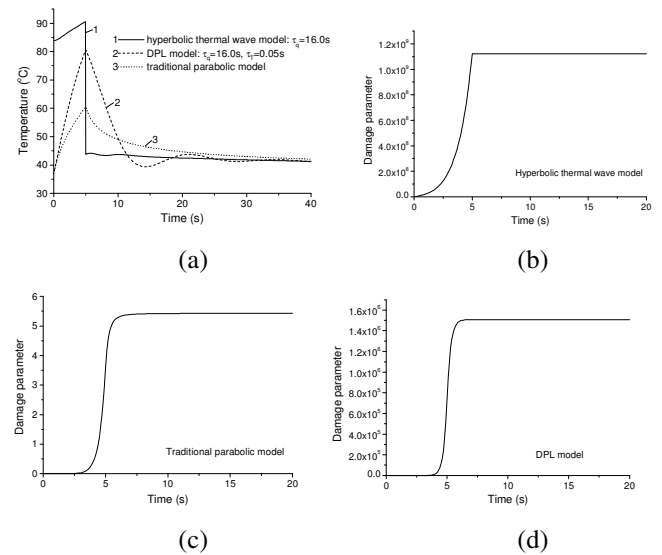 1 hyperbolic thermal wave model: τq=16.0s
2 DPL model: τq=16.0s, τT=0.05s
3 traditional parabolic model
90
80
70
60
50
40
30
0 10 20 30 40
1
2
3
Temperature (°C)
Time (s)
(a)
1.2x10⁹
1.0x10⁹
8.0x10⁸
6.0x10⁸
4.0x10⁸
2.0x10⁸
0.0
0 5 10 15 20
Damage parameter
Hyperbolic thermal wave model
Time (s)
(b)
6
5
4
3
2
1
0
0 5 10 15 20
Damage parameter
Traditional parabolic model
Time (s)
(c)
1.6x10⁶
1.4x10⁶
1.2x10⁶
1.0x10⁶
8.0x10⁵
6.0x10⁵
4.0x10⁵
2.0x10⁵
0.0
0 5 10 15 20
Damage parameter
DPL model
Time (s)
(d)